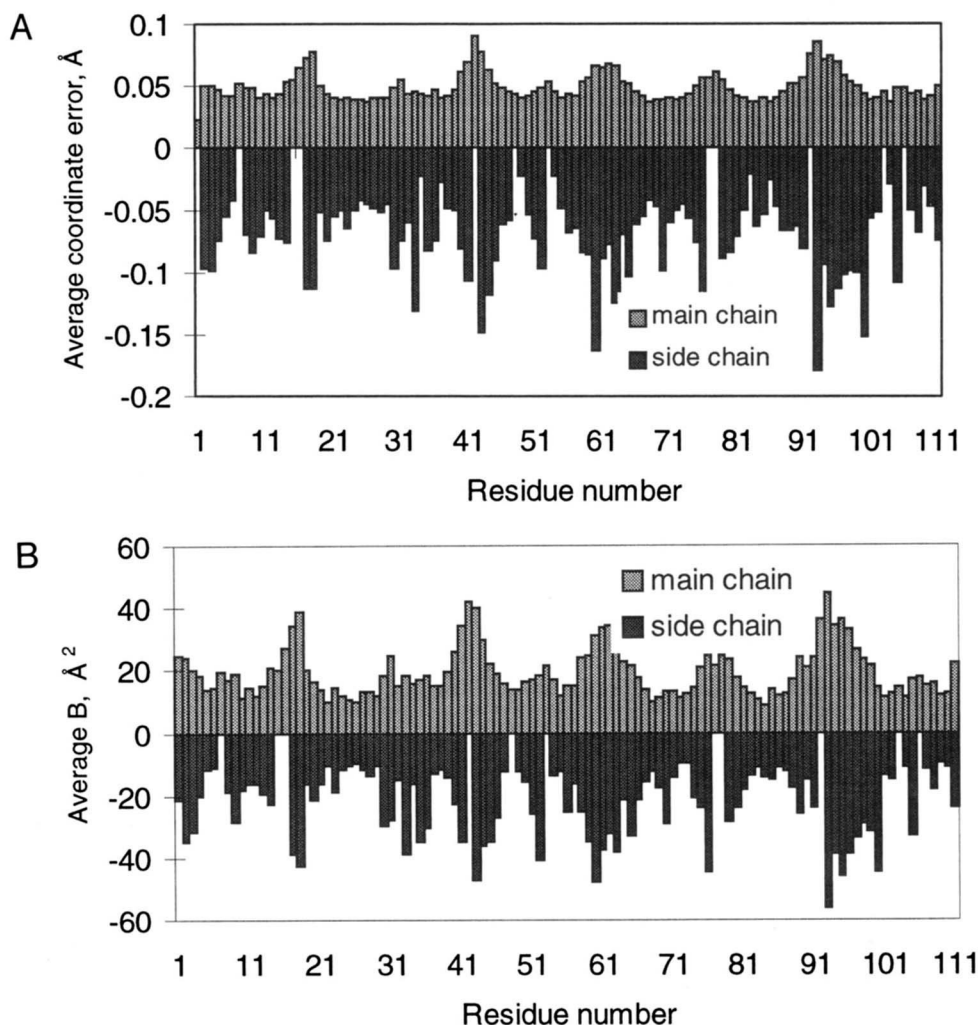 A
Average coordinate error, Å
0.1
0.05
0
-0.05
-0.1
-0.15
-0.2
main chain
side chain
1 11 21 31 41 51 61 71 81 91 101 111
Residue number
B
Average B, Å 2
60
40
20
0
-20
-40
-60
main chain
side chain
1 11 21 31 41 51 61 71 81 91 101 111
Residue number